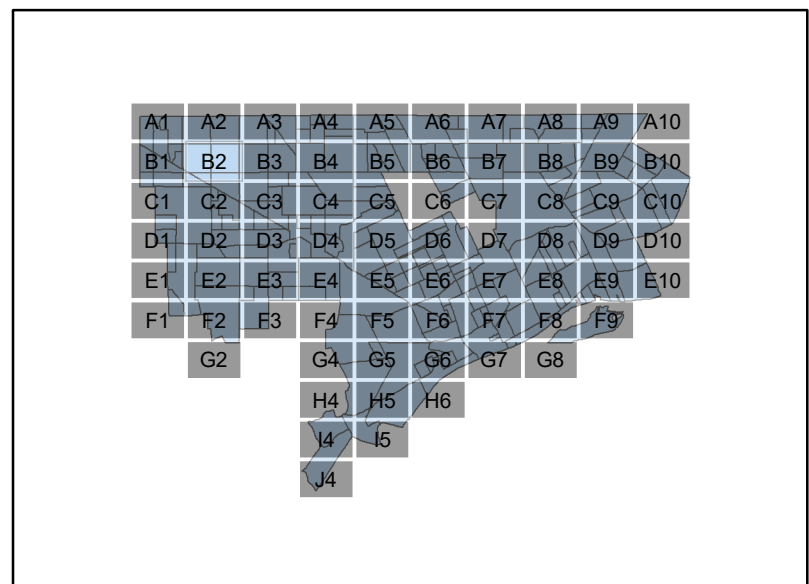 A1 A2 A3 A4 A5 A6 A7 A8 A9 A10
B1 B2 B3 B4 B5 B6 B7 B8 B9 B10
C1 C2 C3 C4 C5 C6 C7 C8 C9 C10
D1 D2 D3 D4 D5 D6 D7 D8 D9 D10
E1 E2 E3 E4 E5 E6 E7 E8 E9 E10
F1 F2 F3 F4 F5 F6 F7 F8 F9
G2 G4 G5 G6 G7 G8
H4 H5 H6
I4 I5
J4